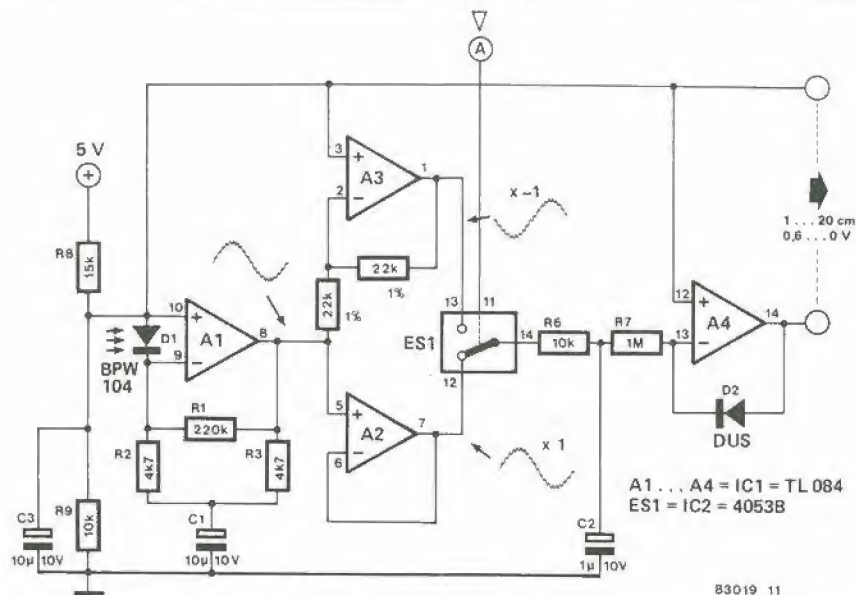 A
5 V
+
R8
15k
3
+
2
−
A3
1
x −1
22k
1%
22k
1%
1 . . . 20 cm
0,6 . . . 0 V
10
+
9
−
A1
8
D1
BPW
104
13
11
ES1
14
12
R6
10k
R7
1M
12
+
13
−
A4
14
D2
DUS
R1
220k
R2
4k7
R3
4k7
5
+
6
−
A2
7
x 1
A1 . . . A4 = IC1 = TL 084
ES1 = IC2 = 4053B
C3
10µ 10V
R9
10k
C1
10µ 10V
C2
1µ 10V
83019 11